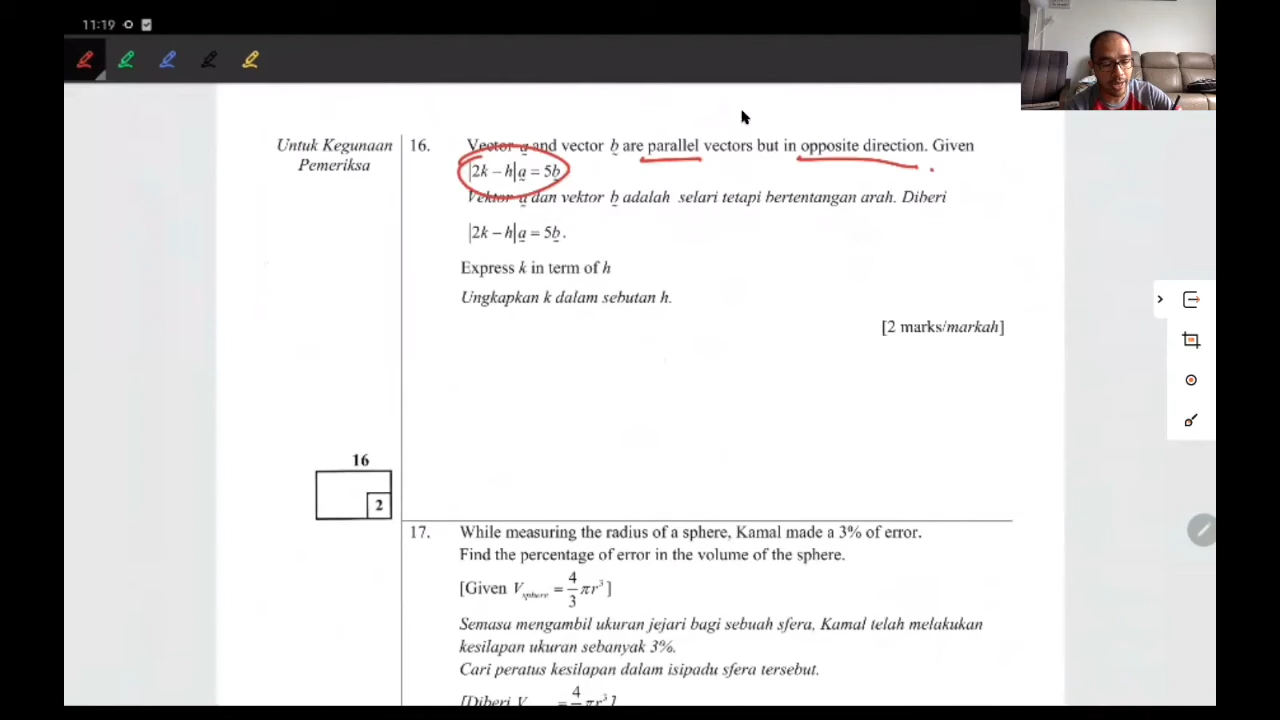 11:19
Untuk Kegunaan
Pemeriksa
16. Vector a and vector b are parallel vectors but in opposite direction. Given
|2k − h|a = 5b
Vektor a dan vektor b adalah selari tetapi bertentangan arah. Diberi
|2k − h|a = 5b.
Express k in term of h
Ungkapkan k dalam sebutan h.
[2 marks/markah]
16
2
17. While measuring the radius of a sphere, Kamal made a 3% of error.
Find the percentage of error in the volume of the sphere.
[Given V sphere = 4/3 πr³]
Semasa mengambil ukuran jejari bagi sebuah sfera, Kamal telah melakukan
kesilapan ukuran sebanyak 3%.
Cari peratus kesilapan dalam isipadu sfera tersebut.
[Diberi V = 4 πr³]